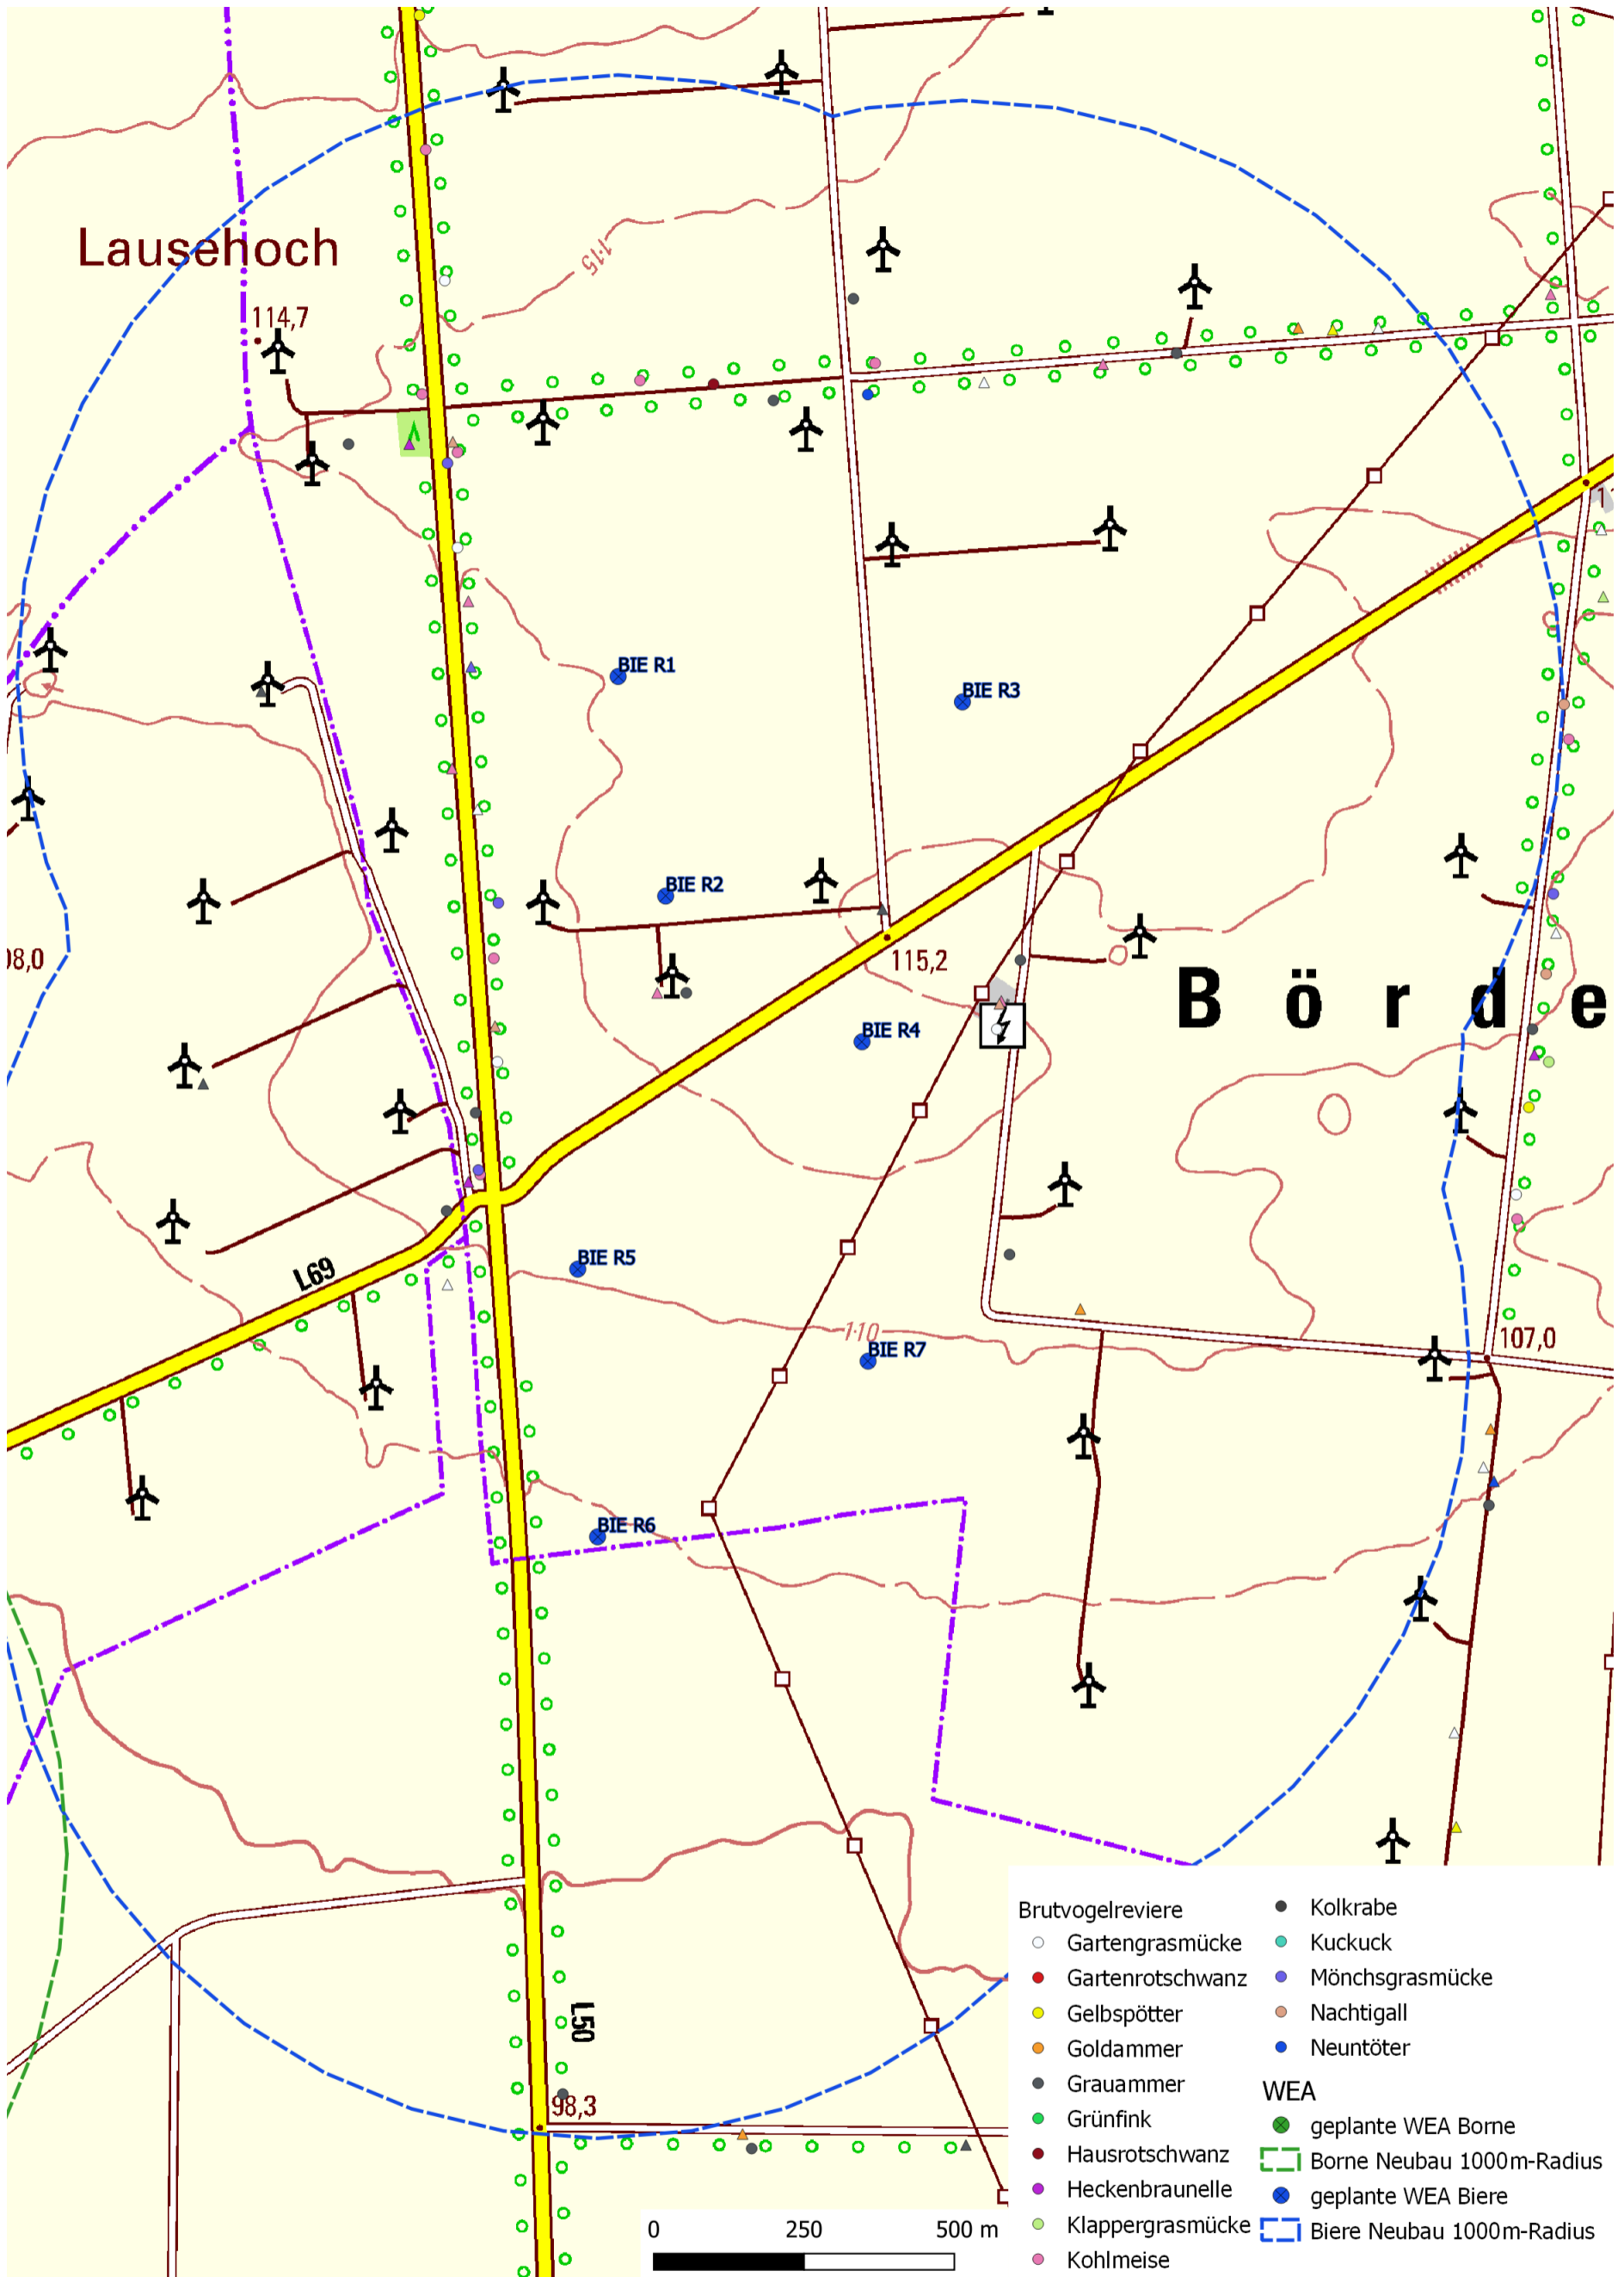 Lausehoch
114,7
115
BIE R1
BIE R3
BIE R2
115,2
98,0
Börde
BIE R4
BIE R5
L69
110
107,0
BIE R7
BIE R6
L50
98,3
0 250 500 m
Brutvogelreviere
Gartengrasmücke
Gartenrotschwanz
Gelbspötter
Goldammer
Grauammer
Grünfink
Hausrotschwanz
Heckenbraunelle
Klappergrasmücke
Kohlmeise
Kolkrabe
Kuckuck
Mönchsgrasmücke
Nachtigall
Neuntöter
WEA
geplante WEA Borne
Borne Neubau 1000m-Radius
geplante WEA Biere
Biere Neubau 1000m-Radius